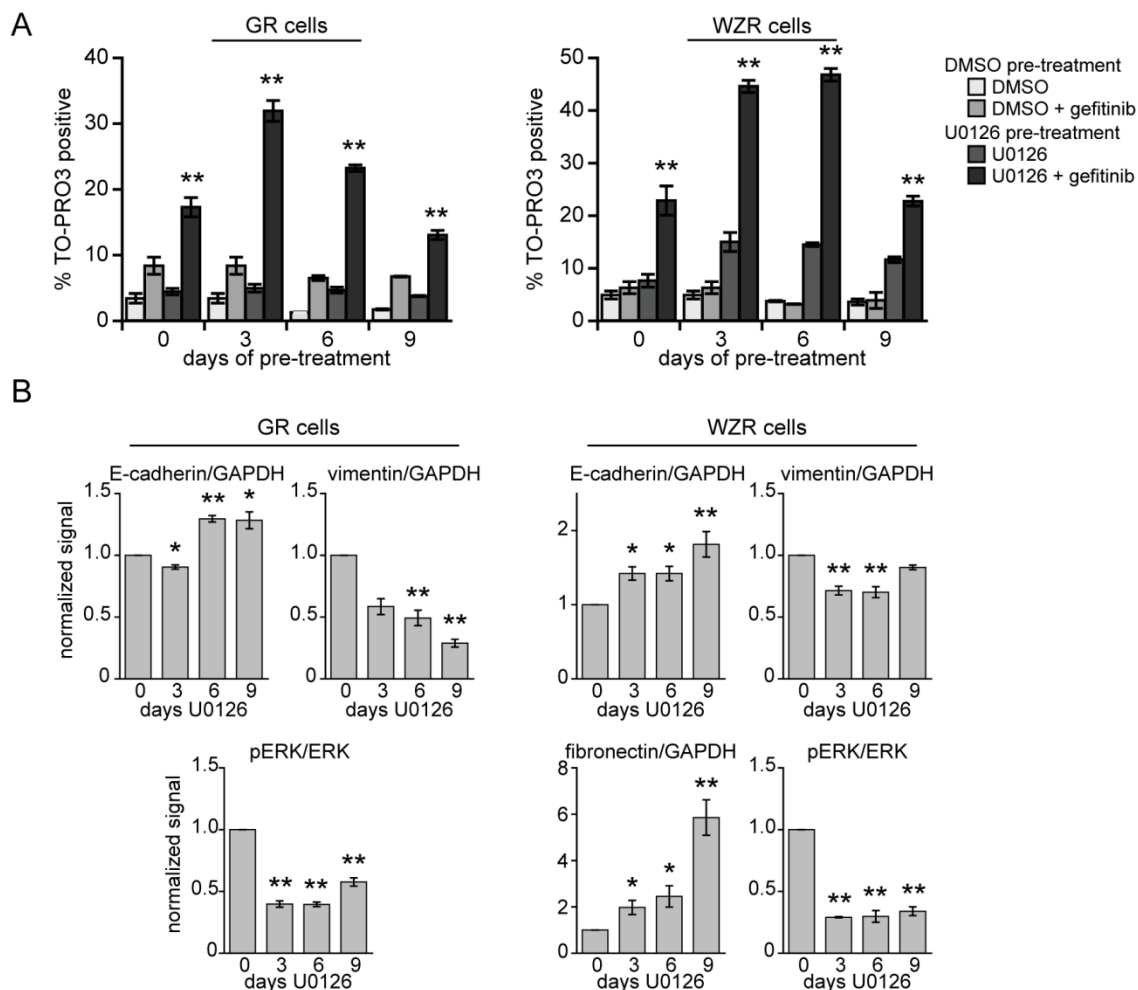 A
GR cells
% TO-PRO3 positive
40
30
20
10
0
**
**
**
**
0 3 6 9
days of pre-treatment
WZR cells
% TO-PRO3 positive
50
40
30
20
10
0
**
**
**
**
0 3 6 9
days of pre-treatment
DMSO pre-treatment
DMSO
DMSO + gefitinib
U0126 pre-treatment
U0126
U0126 + gefitinib
B
GR cells
E-cadherin/GAPDH
normalized signal
1.5
1.0
0.5
0
* ** *
0 3 6 9
days U0126
vimentin/GAPDH
1.5
1.0
0.5
0
** **
0 3 6 9
pERK/ERK
normalized signal
1.5
1.0
0.5
0
** ** **
0 3 6 9
days U0126
WZR cells
E-cadherin/GAPDH
2
1
0
* * **
0 3 6 9
days U0126
vimentin/GAPDH
1.5
1.0
0.5
0
** **
0 3 6 9
fibronectin/GAPDH
8
6
4
2
0
* * **
0 3 6 9
days U0126
pERK/ERK
1.5
1.0
0.5
0
** ** **
0 3 6 9
days U0126